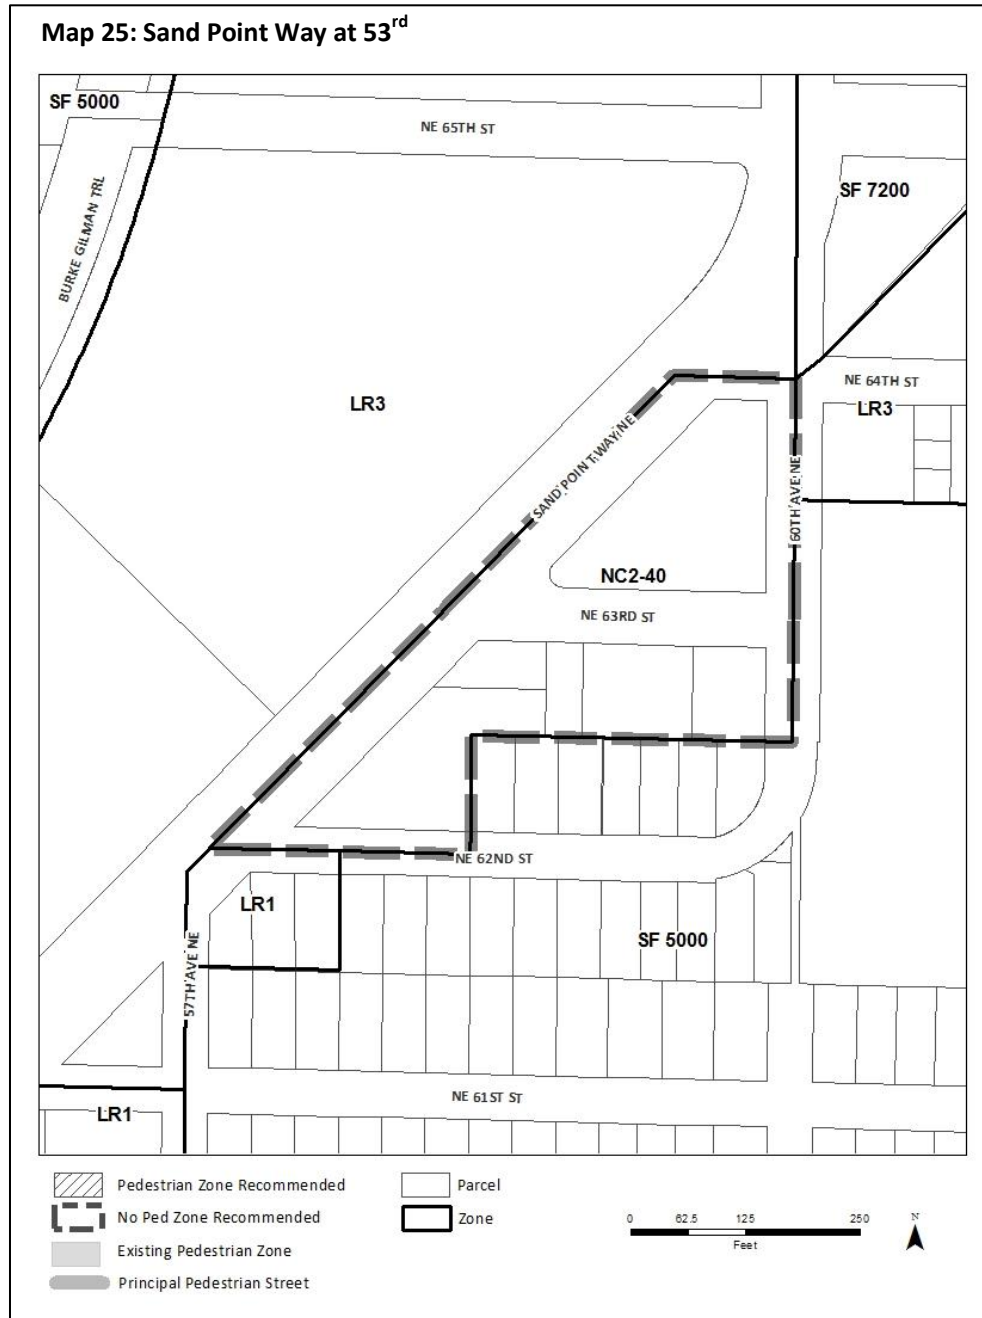 Map 25: Sand Point Way at 53rd
SF 5000
NE 65TH ST
BURKE GILMAN TRL
SF 7200
LR3
NE 64TH ST
LR3
SAND POINT WAY NE
60TH AVE NE
NC2-40
NE 63RD ST
NE 62ND ST
LR1
SF 5000
57TH AVE NE
NE 61ST ST
LR1
Pedestrian Zone Recommended
No Ped Zone Recommended
Existing Pedestrian Zone
Principal Pedestrian Street
Parcel
Zone
0 62.5 125 250
Feet
N